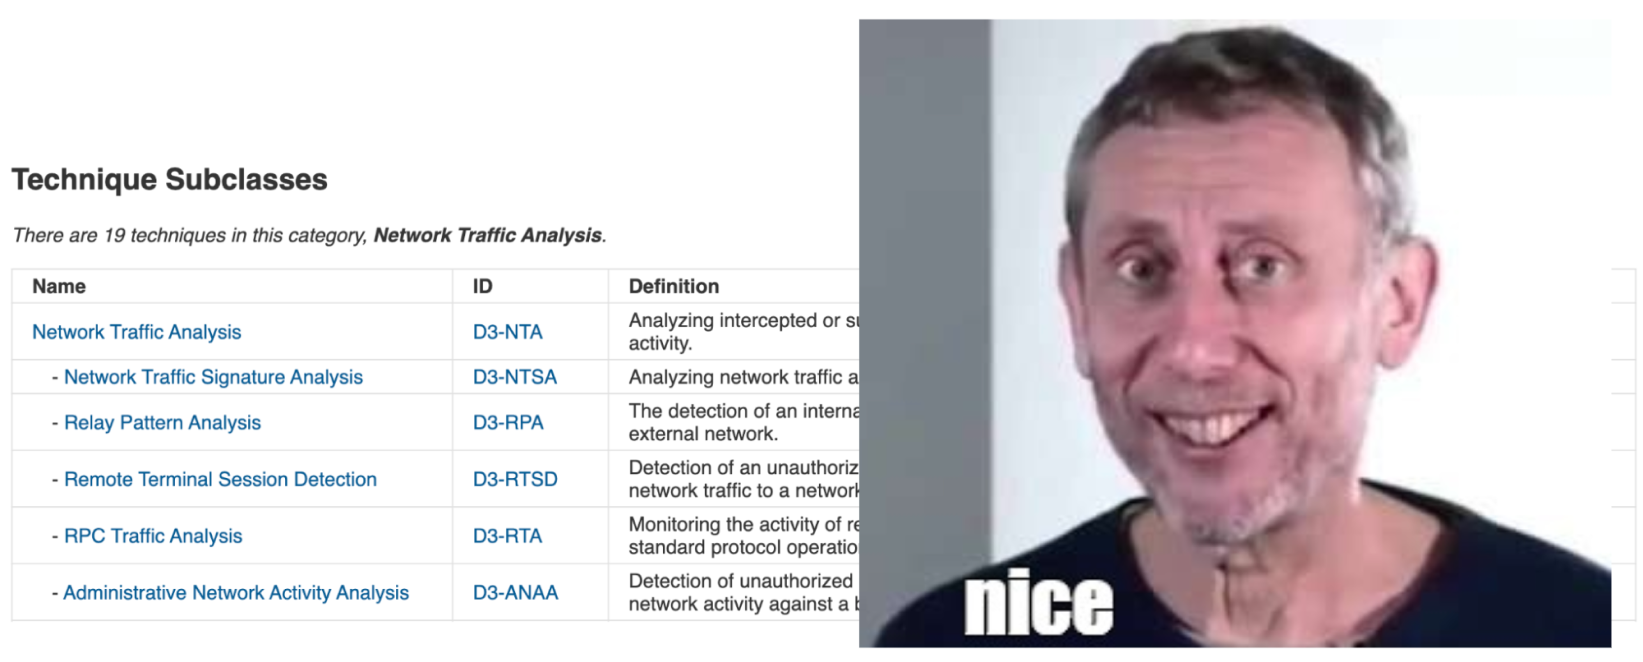 Technique Subclasses
There are 19 techniques in this category, Network Traffic Analysis.
Name ID Definition
Network Traffic Analysis D3-NTA Analyzing intercepted or
activity.
- Network Traffic Signature Analysis D3-NTSA Analyzing network traffic
- Relay Pattern Analysis D3-RPA The detection of an
external network.
- Remote Terminal Session Detection D3-RTSD Detection of an
network traffic to a
- RPC Traffic Analysis D3-RTA Monitoring the activity of
standard protocol
- Administrative Network Activity Analysis D3-ANAA Detection of unauthorized
network activity against a
nice